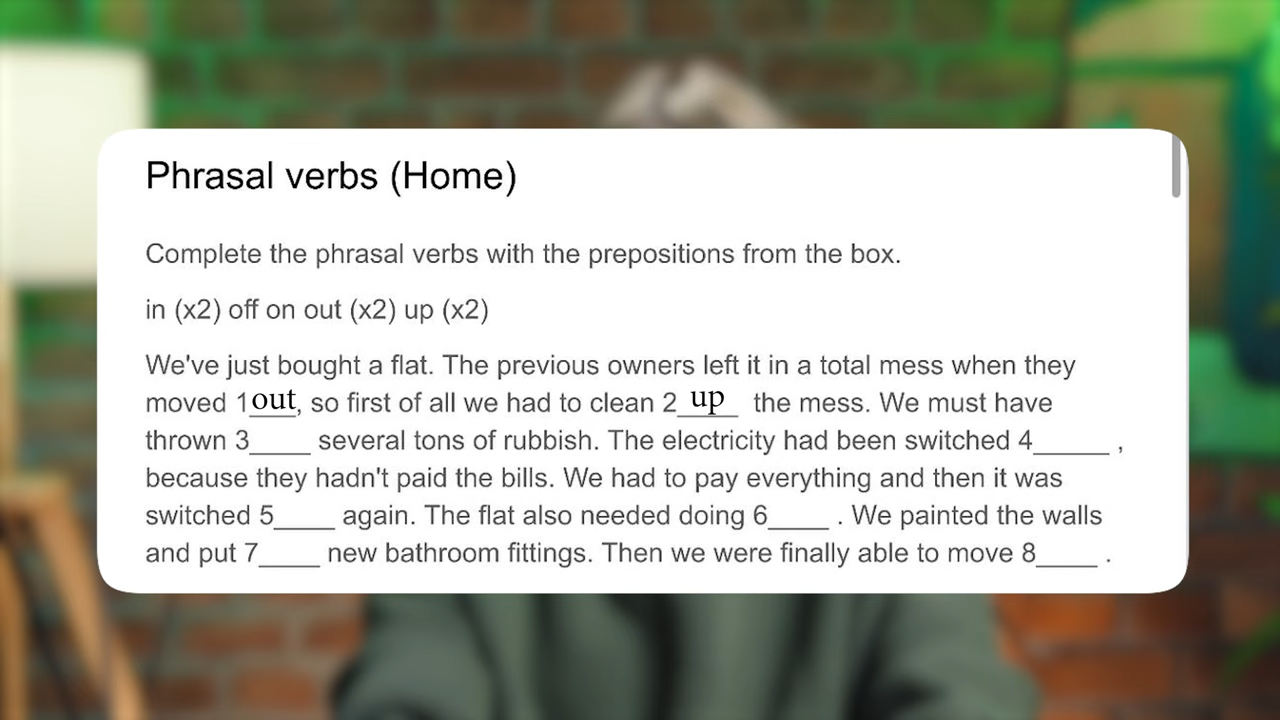 Phrasal verbs (Home)
Complete the phrasal verbs with the prepositions from the box.
in (x2) off on out (x2) up (x2)
We've just bought a flat. The previous owners left it in a total mess when they
moved 1out, so first of all we had to clean 2 up the mess. We must have
thrown 3____ several tons of rubbish. The electricity had been switched 4_____ ,
because they hadn't paid the bills. We had to pay everything and then it was
switched 5____ again. The flat also needed doing 6____ . We painted the walls
and put 7____ new bathroom fittings. Then we were finally able to move 8____ .